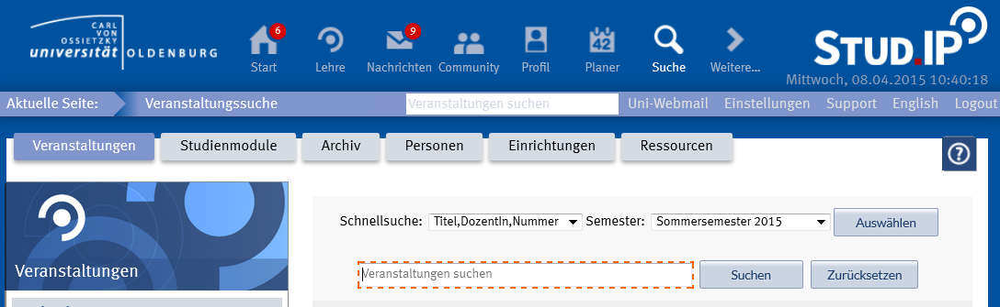 CARL
VON
OSSIETZKY
universität OLDENBURG
6
9
42
Start
Lehre
Nachrichten
Community
Profil
Planer
Suche
Weitere...
STUD.IP
Mittwoch, 08.04.2015 10:40:18
Aktuelle Seite:
Veranstaltungssuche
Veranstaltungen suchen
Uni-Webmail
Einstellungen
Support
English
Logout
Veranstaltungen
Studienmodule
Archiv
Personen
Einrichtungen
Ressourcen
?
Veranstaltungen
Schnellsuche: Titel,DozentIn,Nummer Semester: Sommersemester 2015 Auswählen
Veranstaltungen suchen Suchen Zurücksetzen